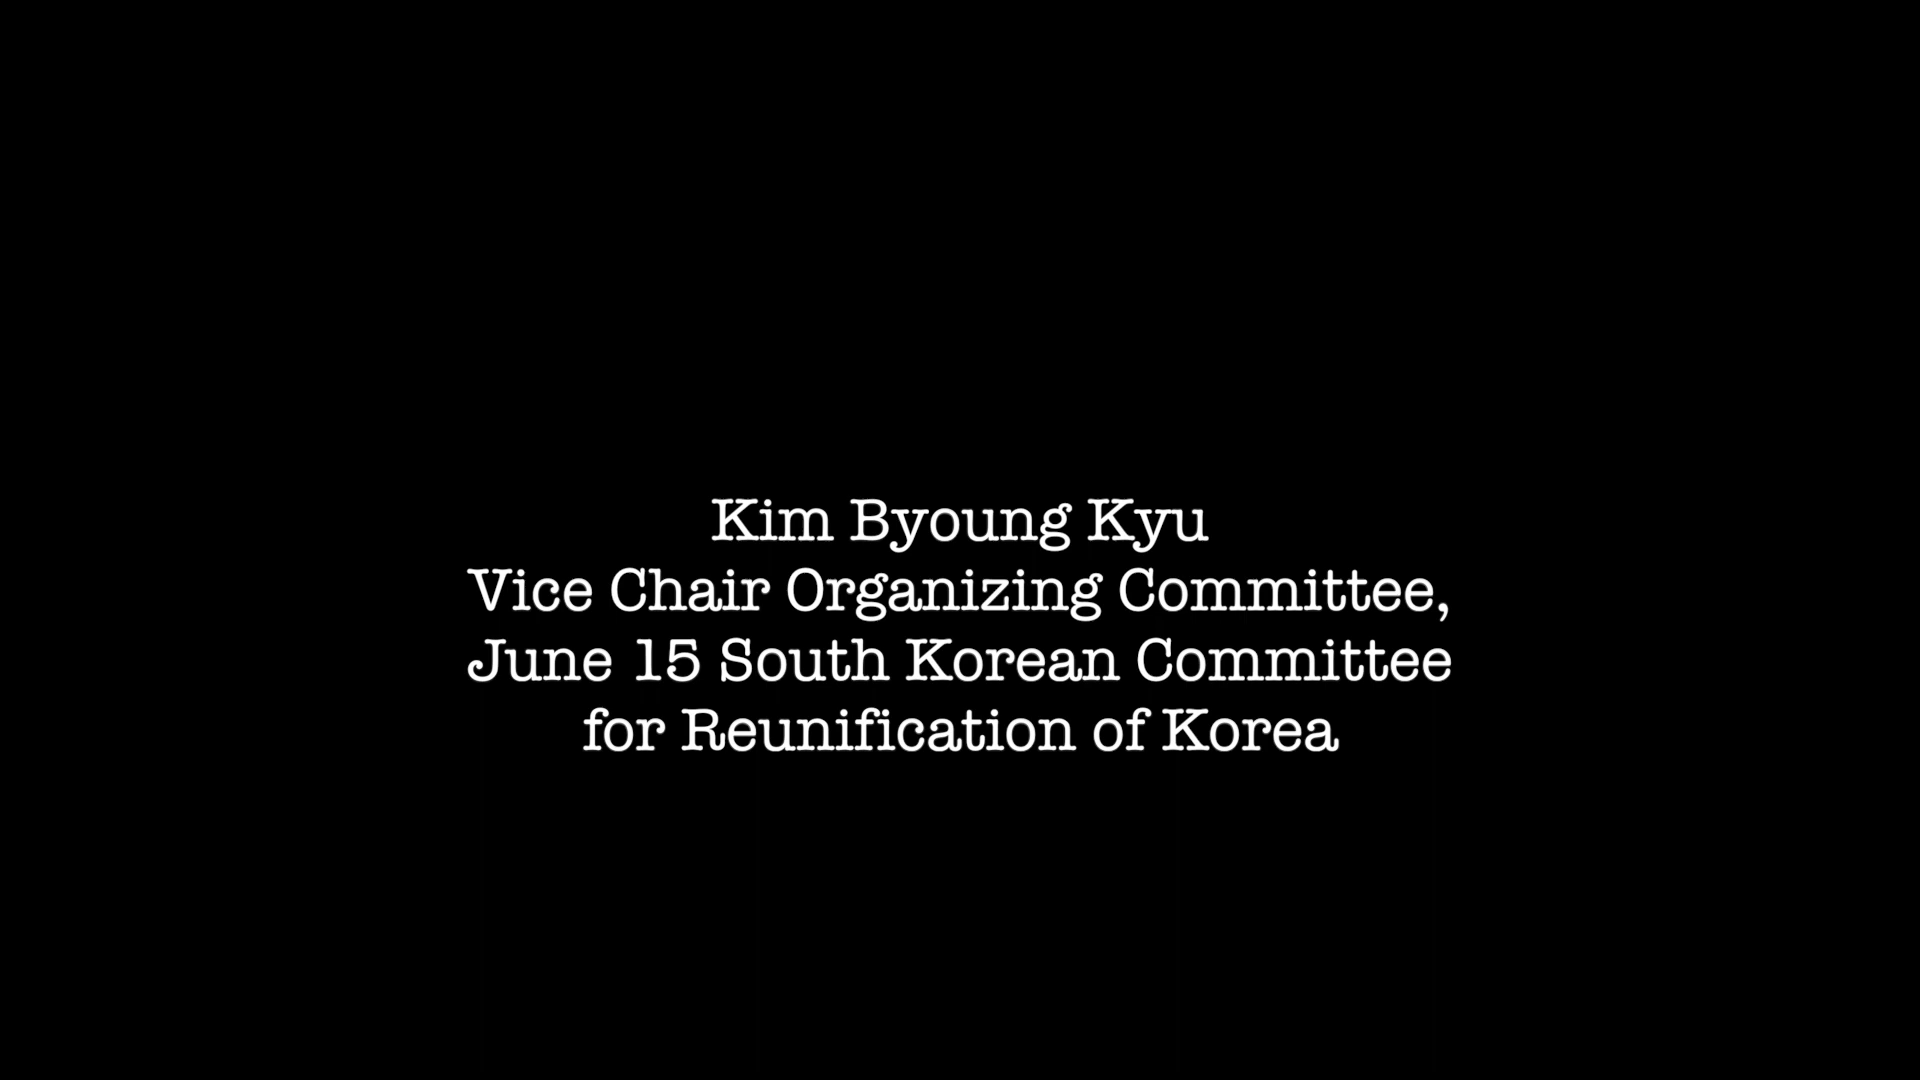 Kim Byoung Kyu
Vice Chair Organizing Committee,
June 15 South Korean Committee
for Reunification of Korea